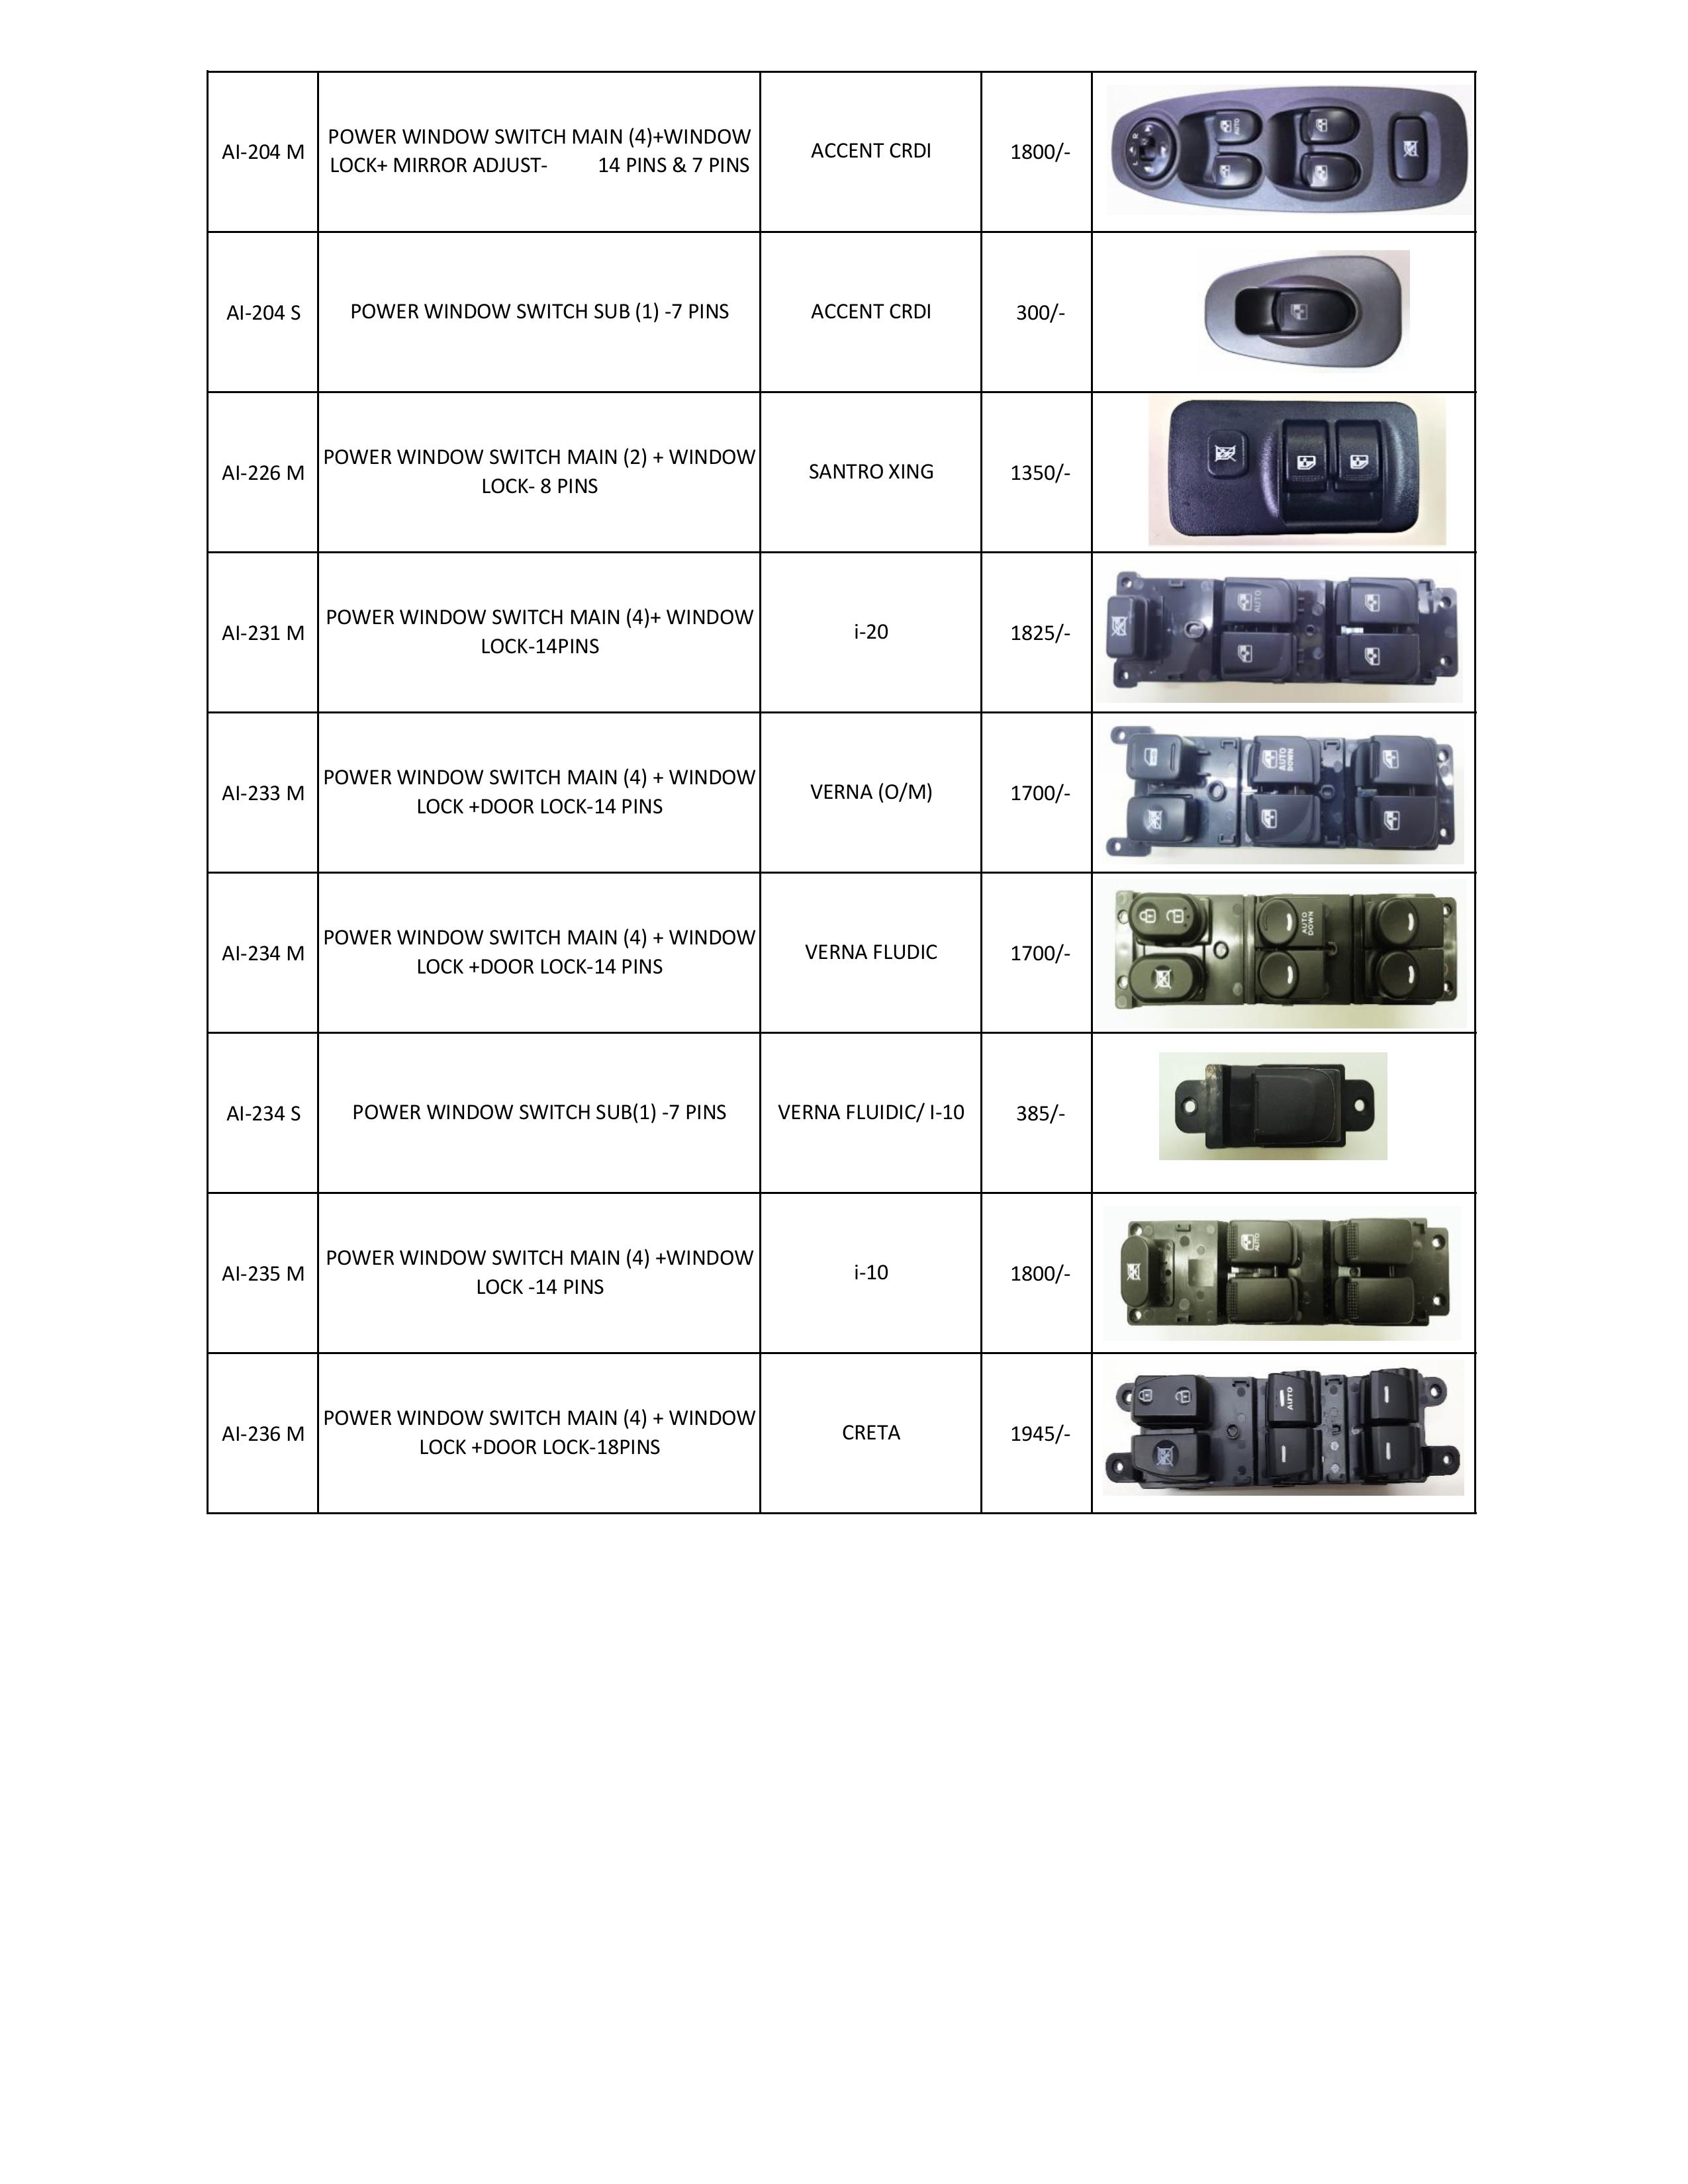 AI-204 M
POWER WINDOW SWITCH MAIN (4)+WINDOW
LOCK+ MIRROR ADJUST- 14 PINS & 7 PINS
ACCENT CRDI
1800/-
AUTO
AI-204 S
POWER WINDOW SWITCH SUB (1) -7 PINS
ACCENT CRDI
300/-
AI-226 M
POWER WINDOW SWITCH MAIN (2) + WINDOW
LOCK- 8 PINS
SANTRO XING
1350/-
AI-231 M
POWER WINDOW SWITCH MAIN (4)+ WINDOW
LOCK-14PINS
i-20
1825/-
AUTO
AI-233 M
POWER WINDOW SWITCH MAIN (4) + WINDOW
LOCK +DOOR LOCK-14 PINS
VERNA (O/M)
1700/-
AUTO
DOWN
AI-234 M
POWER WINDOW SWITCH MAIN (4) + WINDOW
LOCK +DOOR LOCK-14 PINS
VERNA FLUDIC
1700/-
AUTO
DOWN
AI-234 S
POWER WINDOW SWITCH SUB(1) -7 PINS
VERNA FLUIDIC/ I-10
385/-
AI-235 M
POWER WINDOW SWITCH MAIN (4) +WINDOW
LOCK -14 PINS
i-10
1800/-
AUTO
AI-236 M
POWER WINDOW SWITCH MAIN (4) + WINDOW
LOCK +DOOR LOCK-18PINS
CRETA
1945/-
AUTO